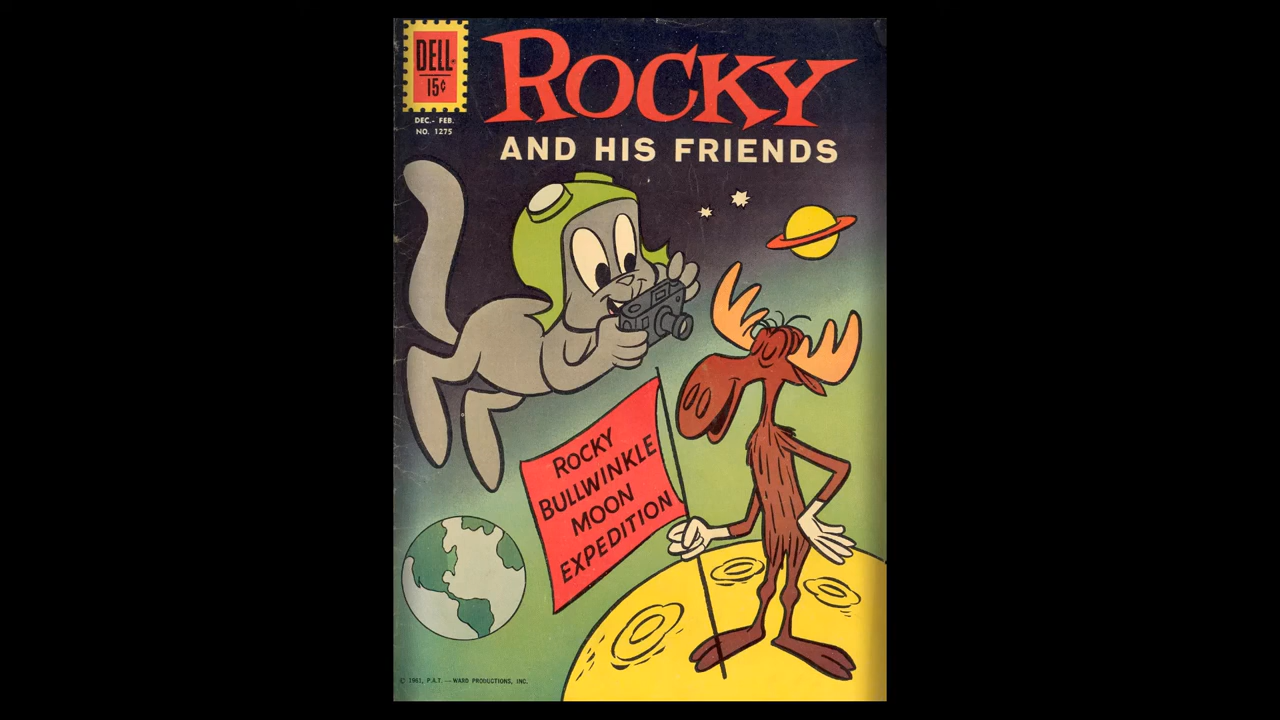 DELL
15¢
DEC.- FEB.
NO. 1275
ROCKY
AND HIS FRIENDS
ROCKY
BULLWINKLE
MOON
EXPEDITION
© 1961, P.A.T. — WARD PRODUCTIONS, INC.